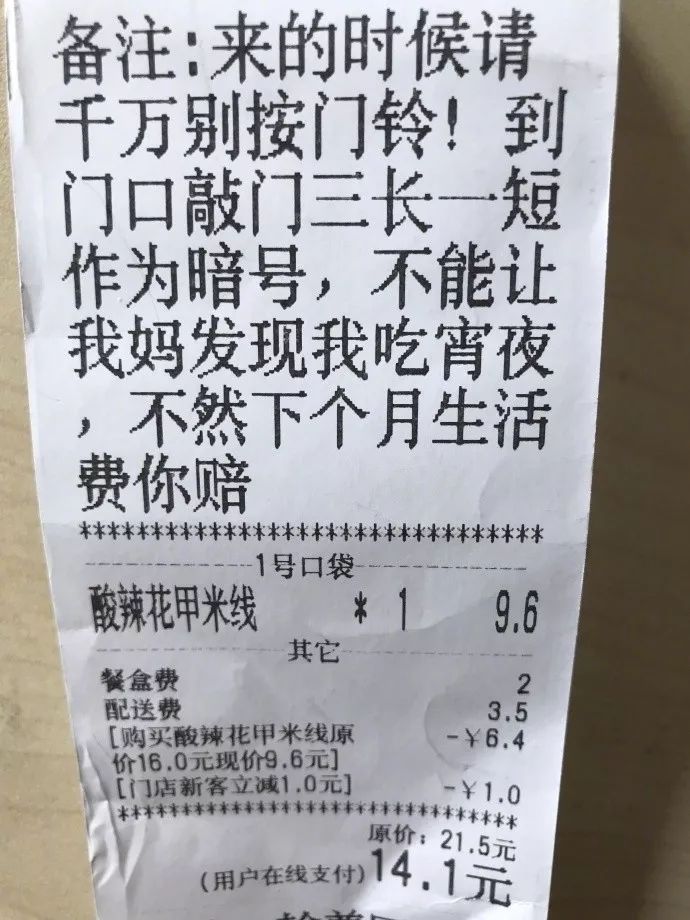 备注:来的时候请
千万别按门铃！到
门口敲门三长一短
作为暗号，不能让
我妈发现我吃宵夜
，不然下个月生活
费你赔
********************************
1号口袋
酸辣花甲米线 * 1 9.6
其它
餐盒费 2
配送费 3.5
[购买酸辣花甲米线原 -￥6.4
价16.0元现价9.6元]
[门店新客立减1.0元] -￥1.0
********************************
原价：21.5元
(用户在线支付)14.1元